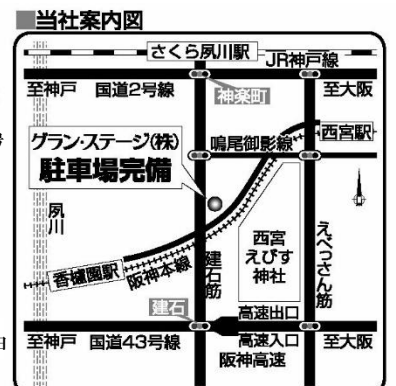 ■当社案内図
さくら夙川駅
JR神戸線
至神戸 国道2号線
神楽町
至大阪
西宮駅
グラン・ステージ(株)
駐車場完備
鳴尾御影線
夙川
西宮
えびす
神社
えべっさん筋
香櫨園駅
阪神本線
建石筋
建石
高速出口
至神戸 国道43号線
高速入口
至大阪
阪神高速